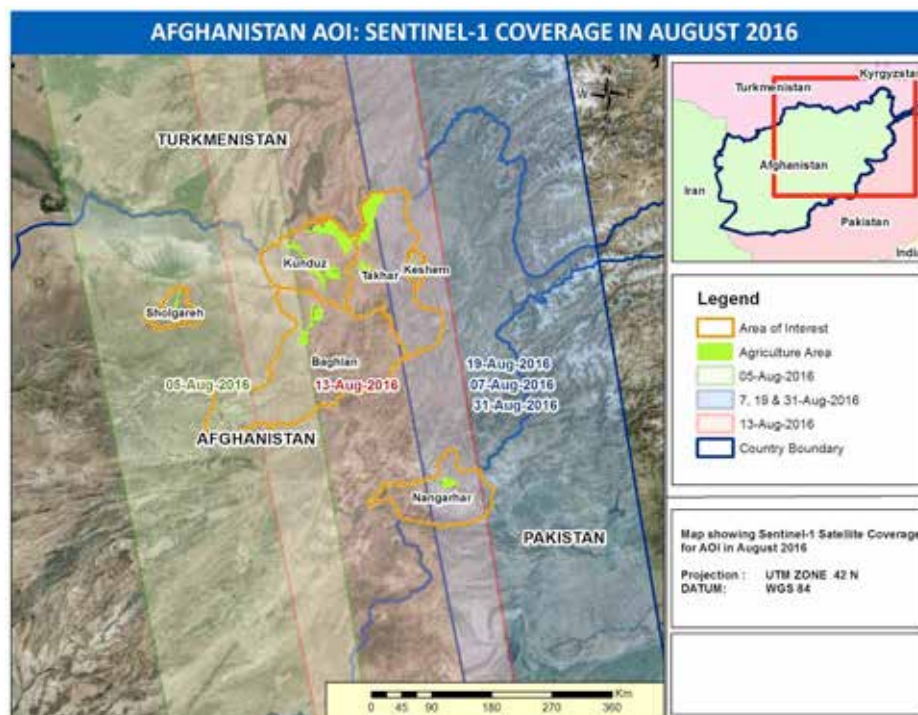 AFGHANISTAN AOI: SENTINEL-1 COVERAGE IN AUGUST 2016
TURKMENISTAN
Kunduz
Takhar
Keshem
Sholgareh
Baghlan
05-Aug-2016
13-Aug-2016
19-Aug-2016
07-Aug-2016
31-Aug-2016
AFGHANISTAN
Nangarhar
PAKISTAN
Km
0 45 90 180 270 360
W
Kyrgyzstan
Turkmenistan
Afghanistan
Iran
Pakistan
India
Legend
Area of Interest
Agriculture Area
05-Aug-2016
7, 19 & 31-Aug-2016
13-Aug-2016
Country Boundary
Map showing Sentinel-1 Satellite Coverage
for AOI in August 2016
Projection : UTM ZONE 42 N
DATUM: WGS 84